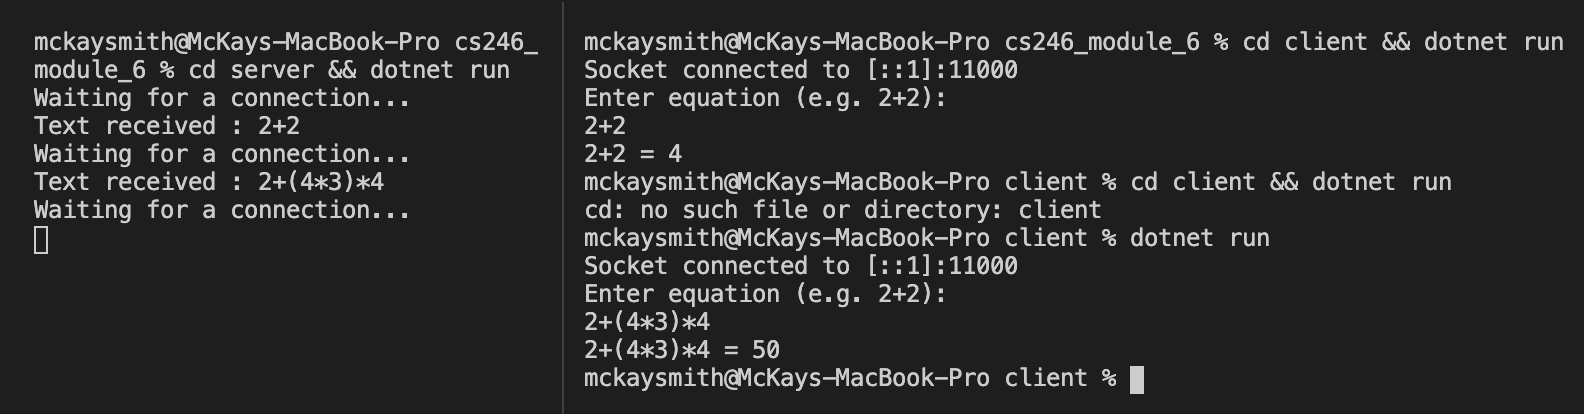 mckaysmith@McKays-MacBook-Pro cs246_
module_6 % cd server && dotnet run
Waiting for a connection...
Text received : 2+2
Waiting for a connection...
Text received : 2+(4*3)*4
Waiting for a connection...
mckaysmith@McKays-MacBook-Pro cs246_module_6 % cd client && dotnet run
Socket connected to [::1]:11000
Enter equation (e.g. 2+2):
2+2
2+2 = 4
mckaysmith@McKays-MacBook-Pro client % cd client && dotnet run
cd: no such file or directory: client
mckaysmith@McKays-MacBook-Pro client % dotnet run
Socket connected to [::1]:11000
Enter equation (e.g. 2+2):
2+(4*3)*4
2+(4*3)*4 = 50
mckaysmith@McKays-MacBook-Pro client %